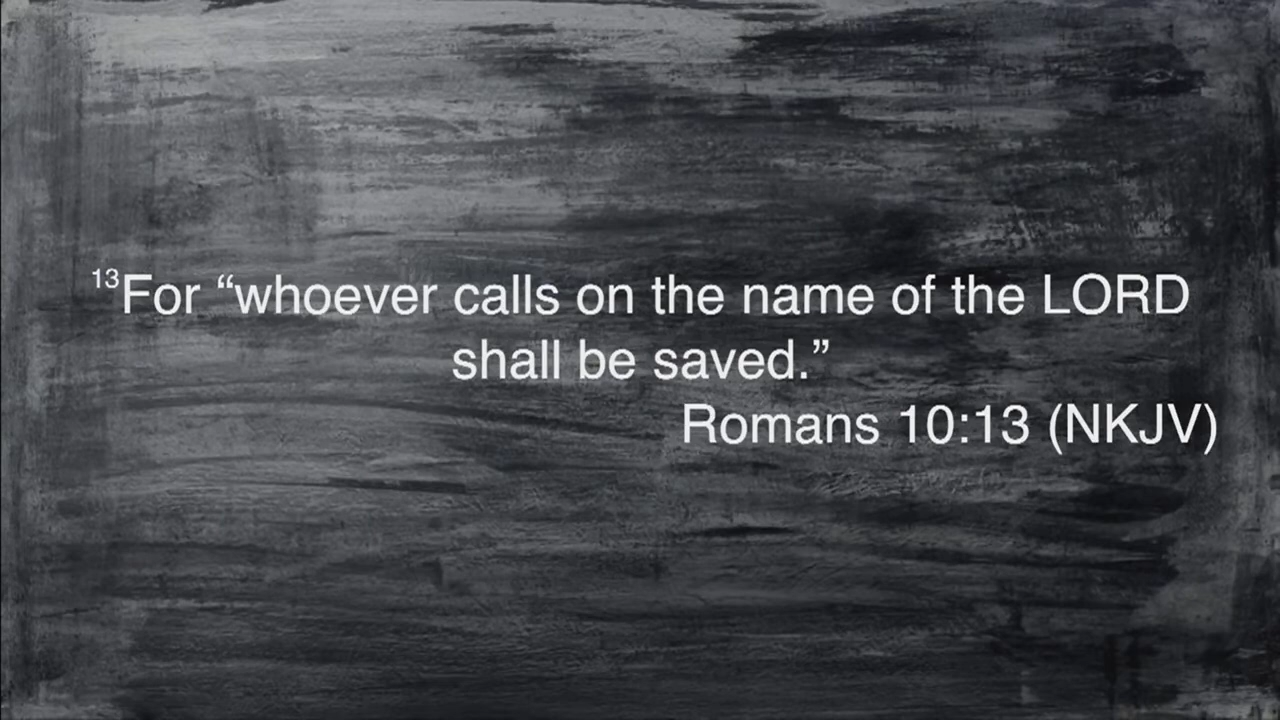 ¹³For “whoever calls on the name of the LORD
shall be saved.”
Romans 10:13 (NKJV)